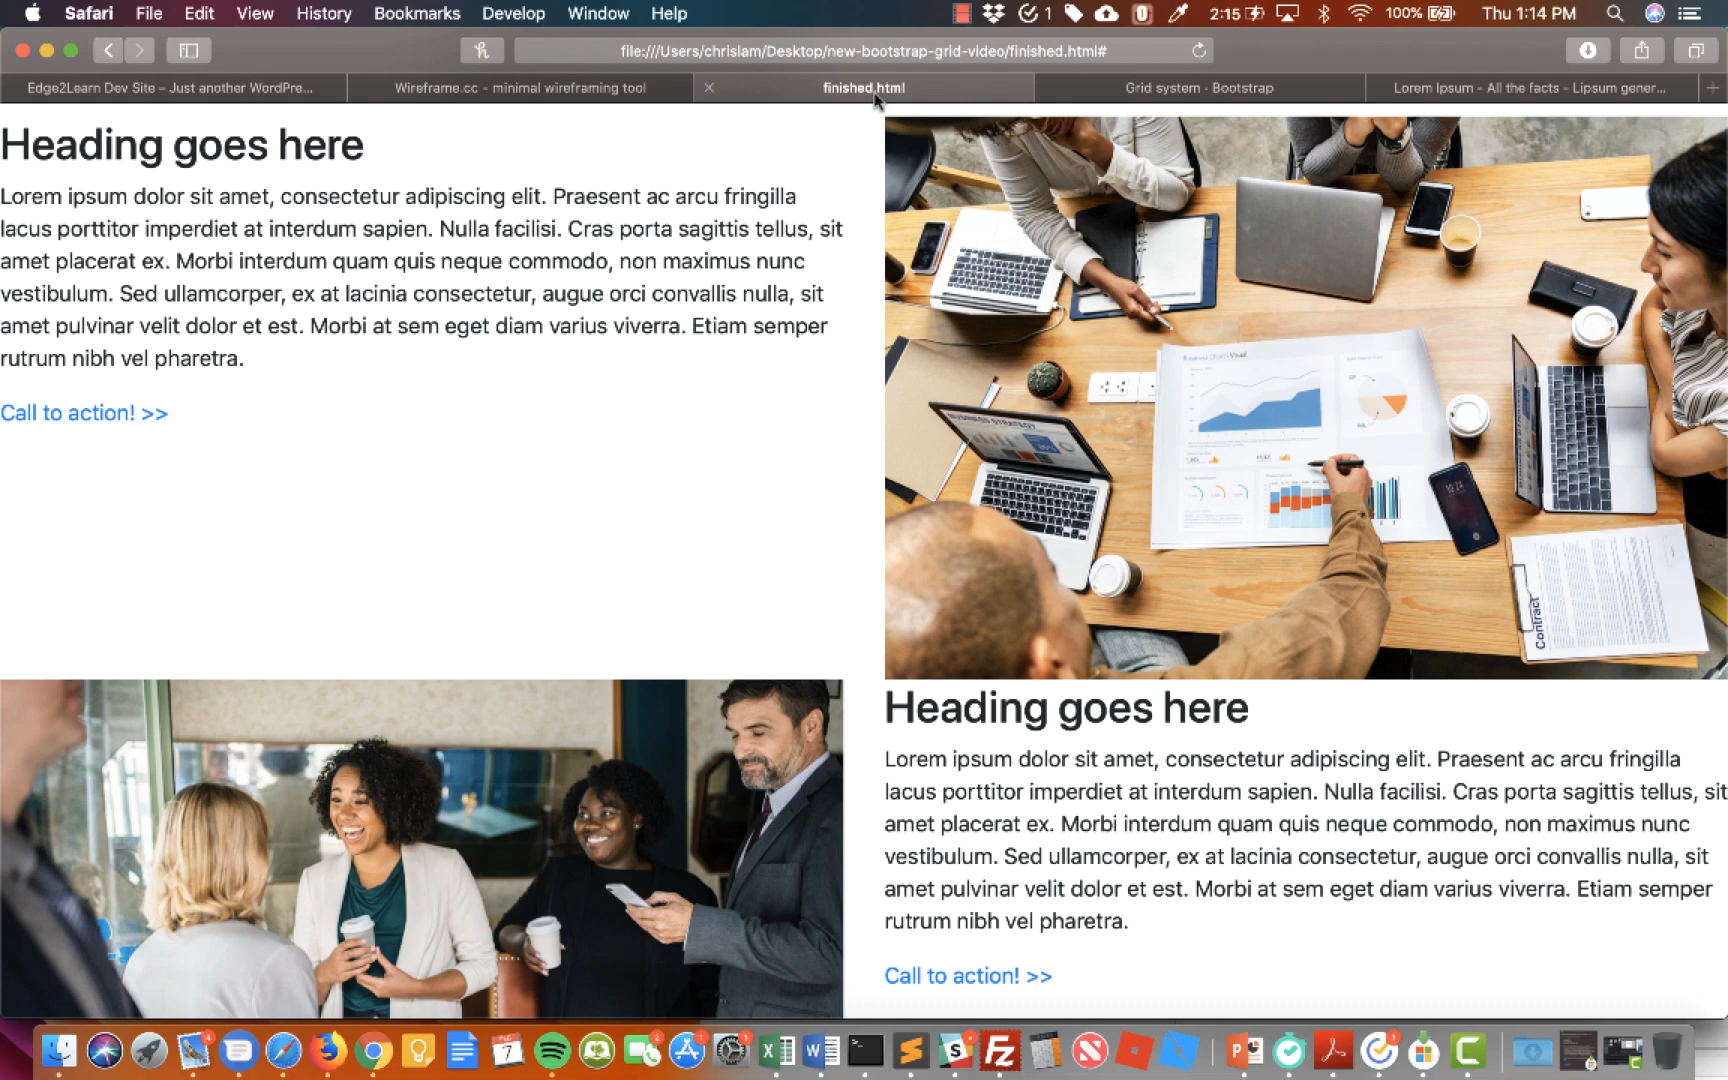 Safari File Edit View History Bookmarks Develop Window Help 1 2:15 100% Thu 1:14 PM
file:///Users/chrislam/Desktop/new-bootstrap-grid-video/finished.html#
Edge2Learn Dev Site – Just another WordPre... Wireframe.cc - minimal wireframing tool finished.html Grid system · Bootstrap Lorem Ipsum - All the facts - Lipsum gener...
Heading goes here
Lorem ipsum dolor sit amet, consectetur adipiscing elit. Praesent ac arcu fringilla
lacus porttitor imperdiet at interdum sapien. Nulla facilisi. Cras porta sagittis tellus, sit
amet placerat ex. Morbi interdum quam quis neque commodo, non maximus nunc
vestibulum. Sed ullamcorper, ex at lacinia consectetur, augue orci convallis nulla, sit
amet pulvinar velit dolor et est. Morbi at sem eget diam varius viverra. Etiam semper
rutrum nibh vel pharetra.
Call to action! >>
Business Chart Visual
BUSINESS STRATEGY
10:24
Contract
Heading goes here
Lorem ipsum dolor sit amet, consectetur adipiscing elit. Praesent ac arcu fringilla
lacus porttitor imperdiet at interdum sapien. Nulla facilisi. Cras porta sagittis tellus, sit
amet placerat ex. Morbi interdum quam quis neque commodo, non maximus nunc
vestibulum. Sed ullamcorper, ex at lacinia consectetur, augue orci convallis nulla, sit
amet pulvinar velit dolor et est. Morbi at sem eget diam varius viverra. Etiam semper
rutrum nibh vel pharetra.
Call to action! >>